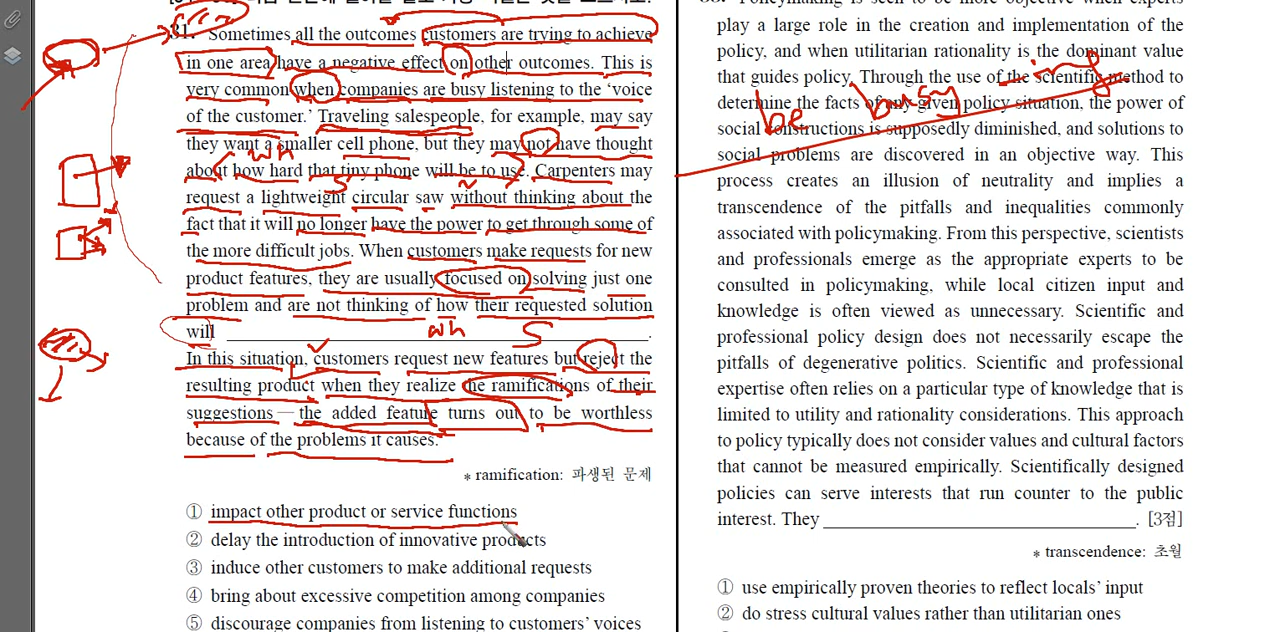 31. Sometimes all the outcomes customers are trying to achieve
in one area have a negative effect on other outcomes. This is
very common when companies are busy listening to the ‘voice
of the customer.’ Traveling salespeople, for example, may say
they want a smaller cell phone, but they may not have thought
wh
about how hard that tiny phone will be to use. Carpenters may
S v
request a lightweight circular saw without thinking about the
fact that it will no longer have the power to get through some of
the more difficult jobs. When customers make requests for new
product features, they are usually focused on solving just one
problem and are not thinking of how their requested solution
will
wh S
In this situation, customers request new features but reject the
resulting product when they realize the ramifications of their
suggestions — the added feature turns out to be worthless
because of the problems it causes.
* ramification: 파생된 문제
① impact other product or service functions
② delay the introduction of innovative products
③ induce other customers to make additional requests
④ bring about excessive competition among companies
⑤ discourage companies from listening to customers’ voices
play a large role in the creation and implementation of the
policy, and when utilitarian rationality is the dominant value
that guides policy. Through the use of the scientific method to
ing
determine the facts of any given policy situation, the power of
be busy
social constructions is supposedly diminished, and solutions to
social problems are discovered in an objective way. This
process creates an illusion of neutrality and implies a
transcendence of the pitfalls and inequalities commonly
associated with policymaking. From this perspective, scientists
and professionals emerge as the appropriate experts to be
consulted in policymaking, while local citizen input and
knowledge is often viewed as unnecessary. Scientific and
professional policy design does not necessarily escape the
pitfalls of degenerative politics. Scientific and professional
expertise often relies on a particular type of knowledge that is
limited to utility and rationality considerations. This approach
to policy typically does not consider values and cultural factors
that cannot be measured empirically. Scientifically designed
policies can serve interests that run counter to the public
interest. They . [3점]
* transcendence: 초월
① use empirically proven theories to reflect locals’ input
② do stress cultural values rather than utilitarian ones